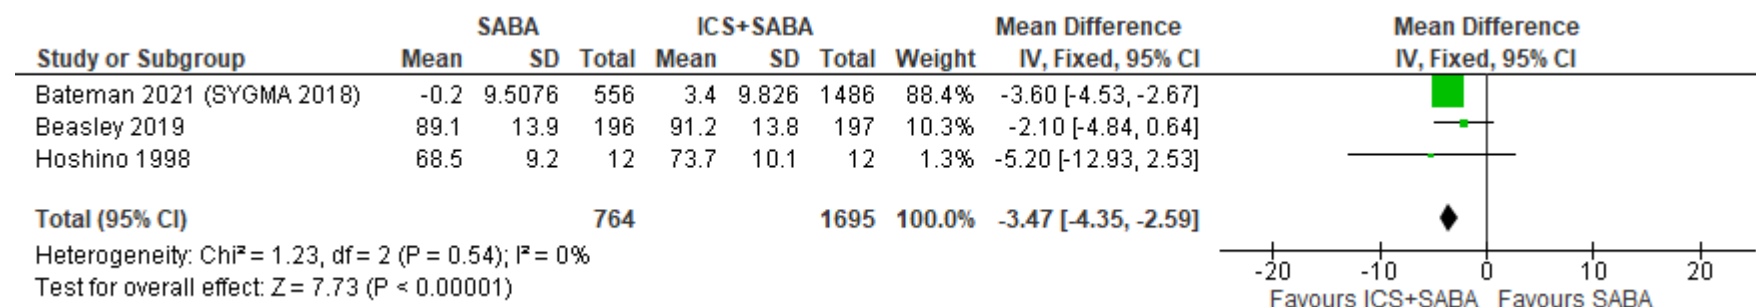 SABA ICS+SABA Mean Difference Mean Difference
Study or Subgroup Mean SD Total Mean SD Total Weight IV, Fixed, 95% CI IV, Fixed, 95% CI
Bateman 2021 (SYGMA 2018) -0.2 9.5076 556 3.4 9.826 1486 88.4% -3.60 [-4.53, -2.67]
Beasley 2019 89.1 13.9 196 91.2 13.8 197 10.3% -2.10 [-4.84, 0.64]
Hoshino 1998 68.5 9.2 12 73.7 10.1 12 1.3% -5.20 [-12.93, 2.53]
Total (95% CI) 764 1695 100.0% -3.47 [-4.35, -2.59]
Heterogeneity: Chi² = 1.23, df = 2 (P = 0.54); I² = 0%
Test for overall effect: Z = 7.73 (P < 0.00001)
-20 -10 0 10 20
Favours ICS+SABA Favours SABA